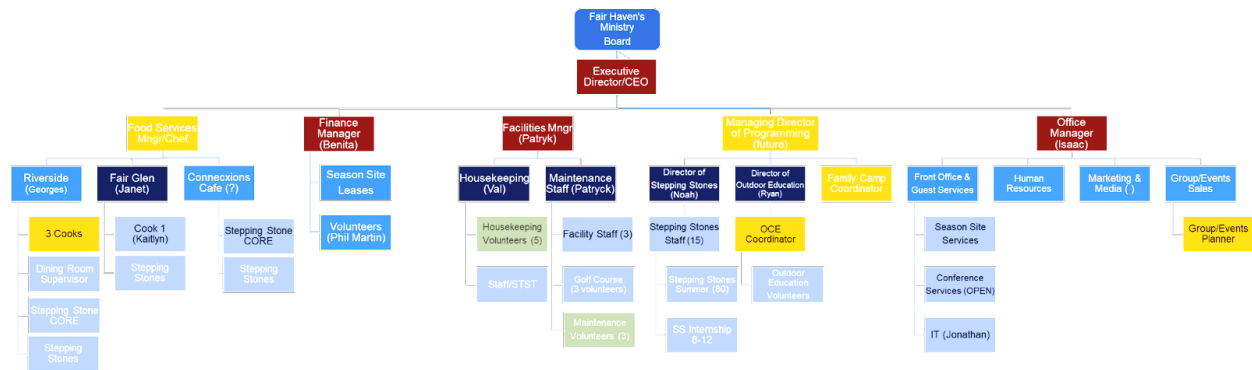 Fair Haven's
Ministry
Board
Executive
Director/CEO
Food Services
Mngr/Chef
Finance
Manager
(Benita)
Facilities Mngr
(Patryk)
Managing Director
of Programming
(future)
Office
Manager
(Isaac)
Riverside
(Georges)
Fair Glen
(Janet)
Connecxions
Cafe (?)
Season Site
Leases
Housekeeping
(Val)
Maintenance
Staff (Patryck)
Director of
Stepping Stones
(Noah)
Director of
Outdoor Education
(Ryan)
Family Camp
Coordinator
Front Office &
Guest Services
Human
Resources
Marketing &
Media ( )
Group/Events
Sales
3 Cooks
Cook 1
(Kaitlyn)
Stepping Stone
CORE
Volunteers
(Phil Martin)
Housekeeping
Volunteers (5)
Facility Staff (3)
Stepping Stones
Staff (15)
OCE
Coordinator
Season Site
Services
Group/Events
Planner
Dining Room
Supervisor
Stepping
Stones
Stepping
Stones
Staff/STST
Golf Course
(3 volunteers)
Stepping Stones
Summer (80)
Outdoor
Education
Volunteers
Conference
Services (OPEN)
Stepping Stone
CORE
Maintenance
Volunteers (3)
SS Internship
8-12
IT (Jonathan)
Stepping
Stones